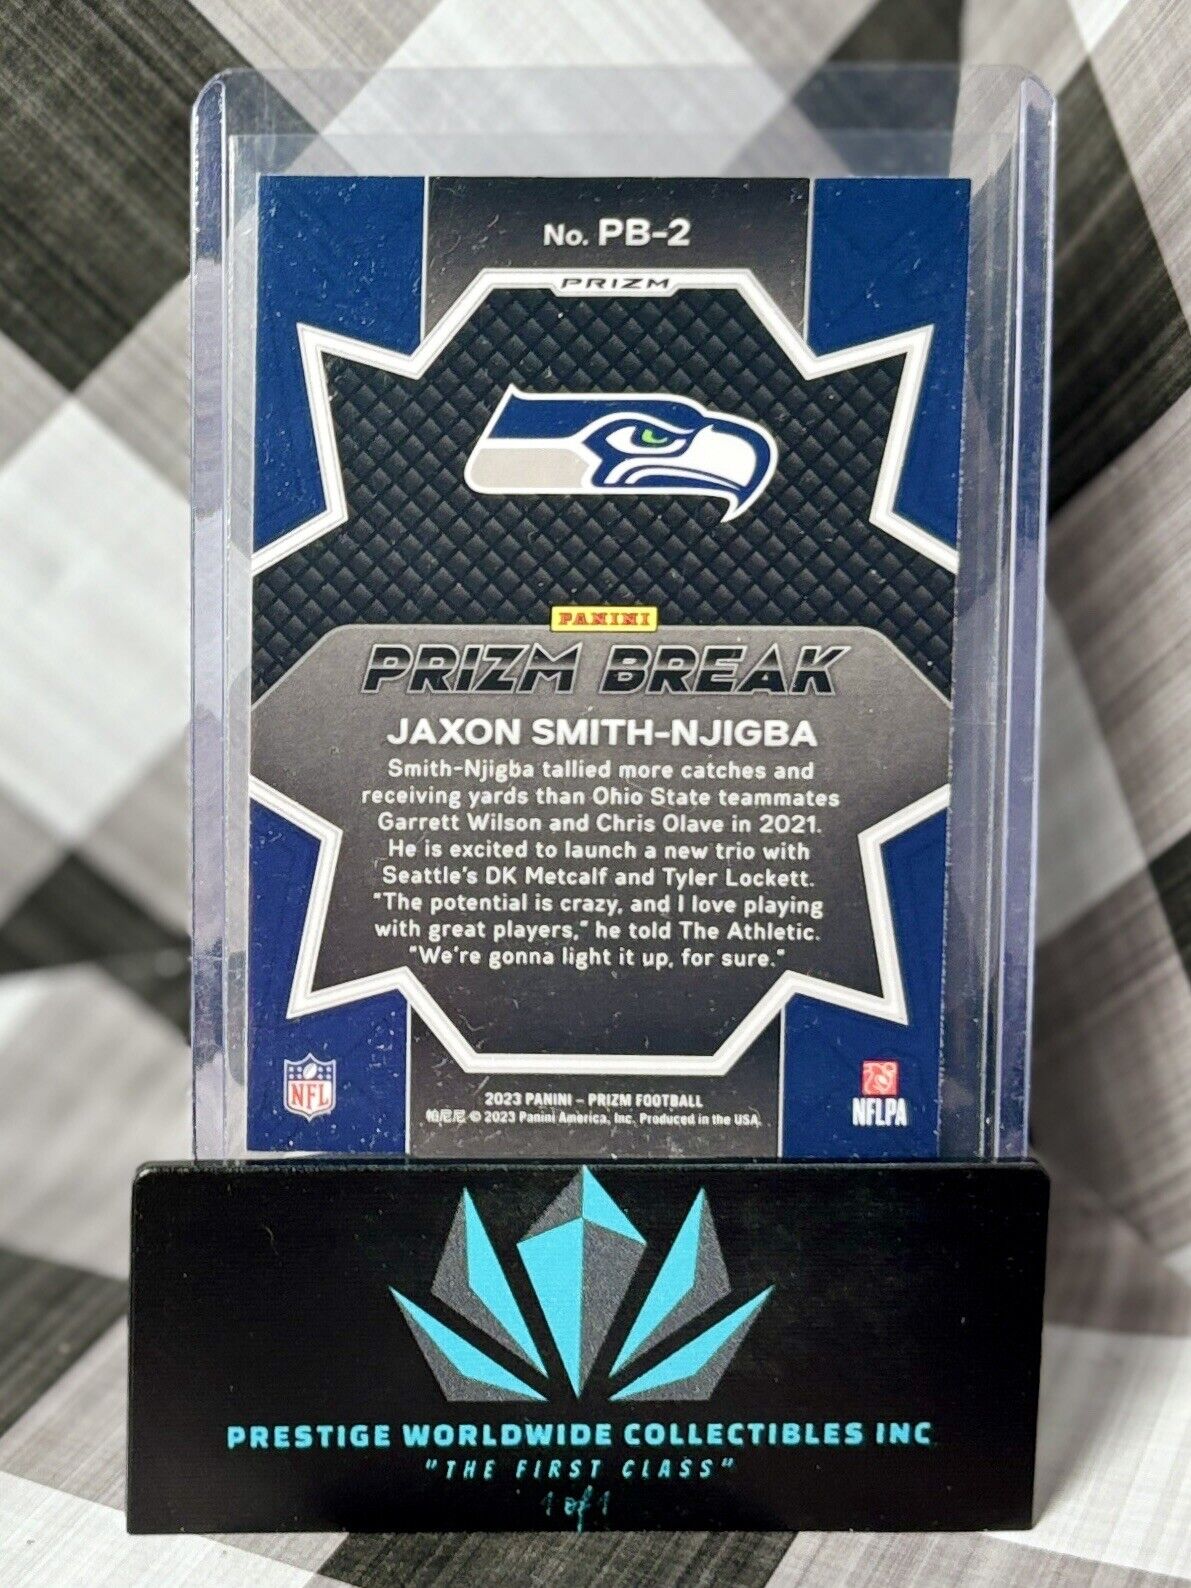 No. PB-2
PRIZM
PANINI
PRIZM BREAK
JAXON SMITH-NJIGBA
Smith-Njigba tallied more catches and
receiving yards than Ohio State teammates
Garrett Wilson and Chris Olave in 2021.
He is excited to launch a new trio with
Seattle's DK Metcalf and Tyler Lockett.
"The potential is crazy, and I love playing
with great players," he told The Athletic.
"We're gonna light it up, for sure."
NFL
2023 PANINI – PRIZM FOOTBALL
帕尼尼 © 2023 Panini America, Inc. Produced in the USA.
NFLPA
PRESTIGE WORLDWIDE COLLECTIBLES INC
"THE FIRST CLASS"
1 of 1